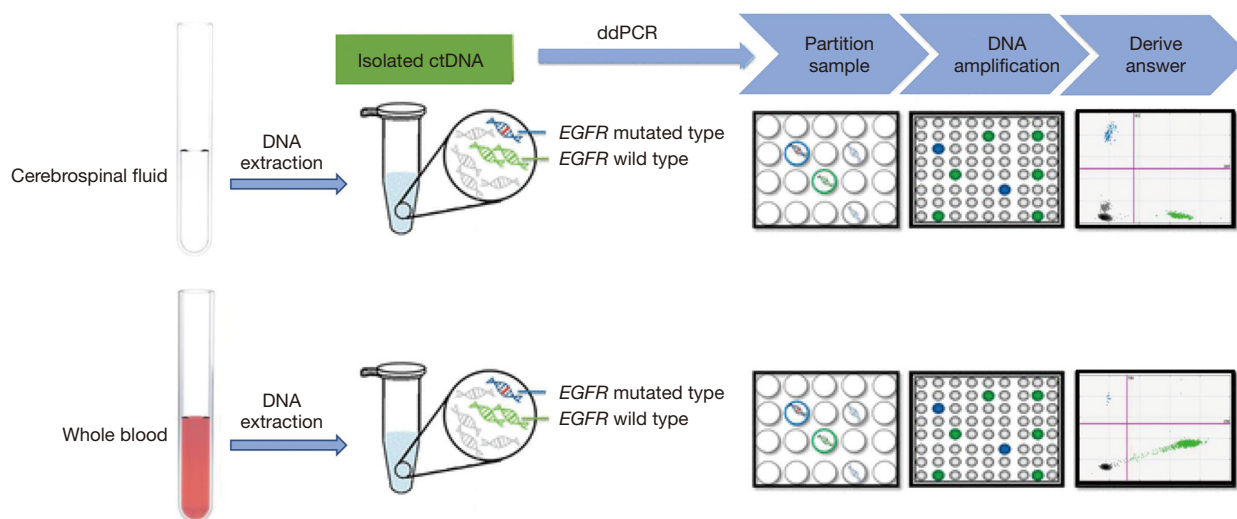 ddPCR
Isolated ctDNA
Partition
sample
DNA
amplification
Derive
answer
Cerebrospinal fluid
DNA
extraction
EGFR mutated type
EGFR wild type
Whole blood
DNA
extraction
EGFR mutated type
EGFR wild type